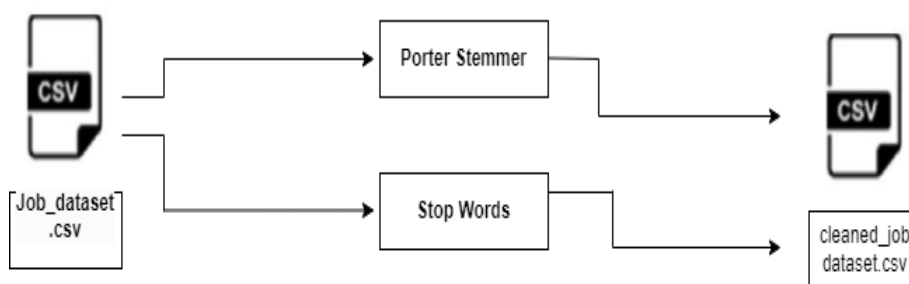 CSV
Job_dataset
.csv
Porter Stemmer
Stop Words
CSV
cleaned_job
dataset.csv